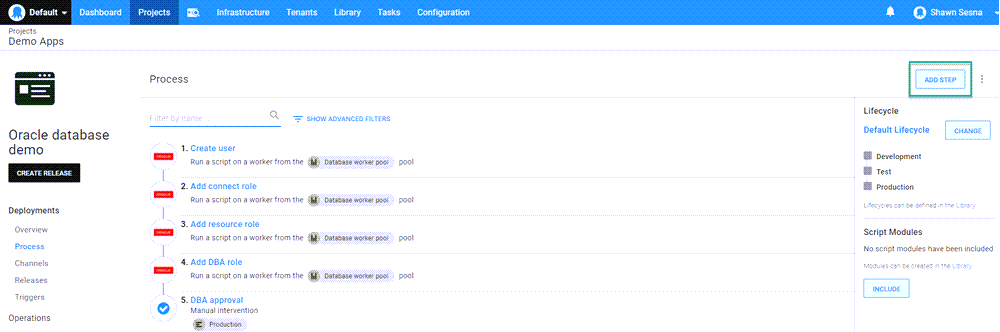 Default Dashboard Projects Infrastructure Tenants Library Tasks Configuration Shawn Sesna
Projects
Demo Apps
Process
ADD STEP
Filter by name...
SHOW ADVANCED FILTERS
Oracle database
demo
CREATE RELEASE
Deployments
Overview
Process
Channels
Releases
Triggers
Operations
1. Create user
Run a script on a worker from the Database worker pool pool
2. Add connect role
Run a script on a worker from the Database worker pool pool
3. Add resource role
Run a script on a worker from the Database worker pool pool
4. Add DBA role
Run a script on a worker from the Database worker pool pool
5. DBA approval
Manual intervention
Production
Lifecycle
Default Lifecycle CHANGE
Development
Test
Production
Lifecycles can be defined in the Library
Script Modules
No script modules have been included
Modules can be created in the Library
INCLUDE